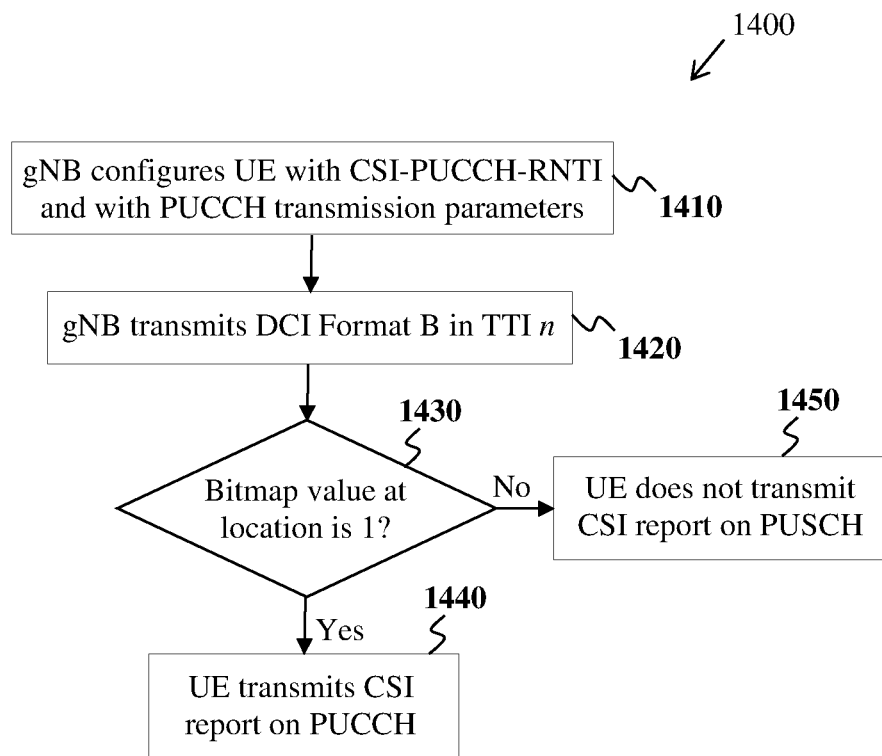 1400
gNB configures UE with CSI-PUCCH-RNTI
and with PUCCH transmission parameters
1410
gNB transmits DCI Format B in TTI n
1420
1430
Bitmap value at
location is 1?
No
1450
UE does not transmit
CSI report on PUSCH
Yes
1440
UE transmits CSI
report on PUCCH